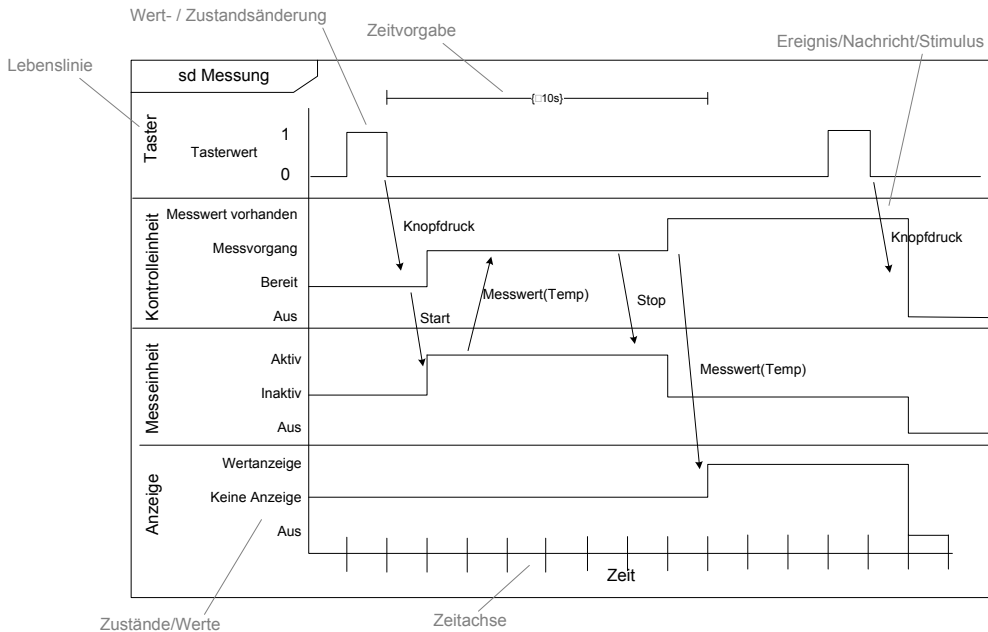 Wert- / Zustandsänderung
Zeitvorgabe
Ereignis/Nachricht/Stimulus
Lebenslinie
sd Messung
{□10s}
Taster
Tasterwert
1
0
Kontrolleinheit
Messwert vorhanden
Messvorgang
Bereit
Aus
Knopfdruck
Knopfdruck
Messwert(Temp)
Start
Stop
Messeinheit
Aktiv
Inaktiv
Aus
Messwert(Temp)
Anzeige
Wertanzeige
Keine Anzeige
Aus
Zeit
Zustände/Werte
Zeitachse